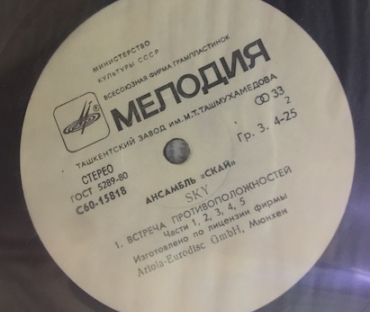 МИНИСТЕРСТВО
КУЛЬТУРЫ СССР
ВСЕСОЮЗНАЯ ФИРМА ГРАМПЛАСТИНОК
МЕЛОДИЯ
ТАШКЕНТСКИЙ ЗАВОД ИМ. М.Т. ТАШМУХАМЕДОВА
СТЕРЕО
ГОСТ 5289-80
С60-15818
33
2
Гр. 3. 4-25
АНСАМБЛЬ «СКАЙ»
SKY
1. ВСТРЕЧА ПРОТИВОПОЛОЖНОСТЕЙ
Части 1, 2, 3, 4, 5
Изготовлено по лицензии фирмы
Ariola-Eurodisc GmbH, Мюнхен